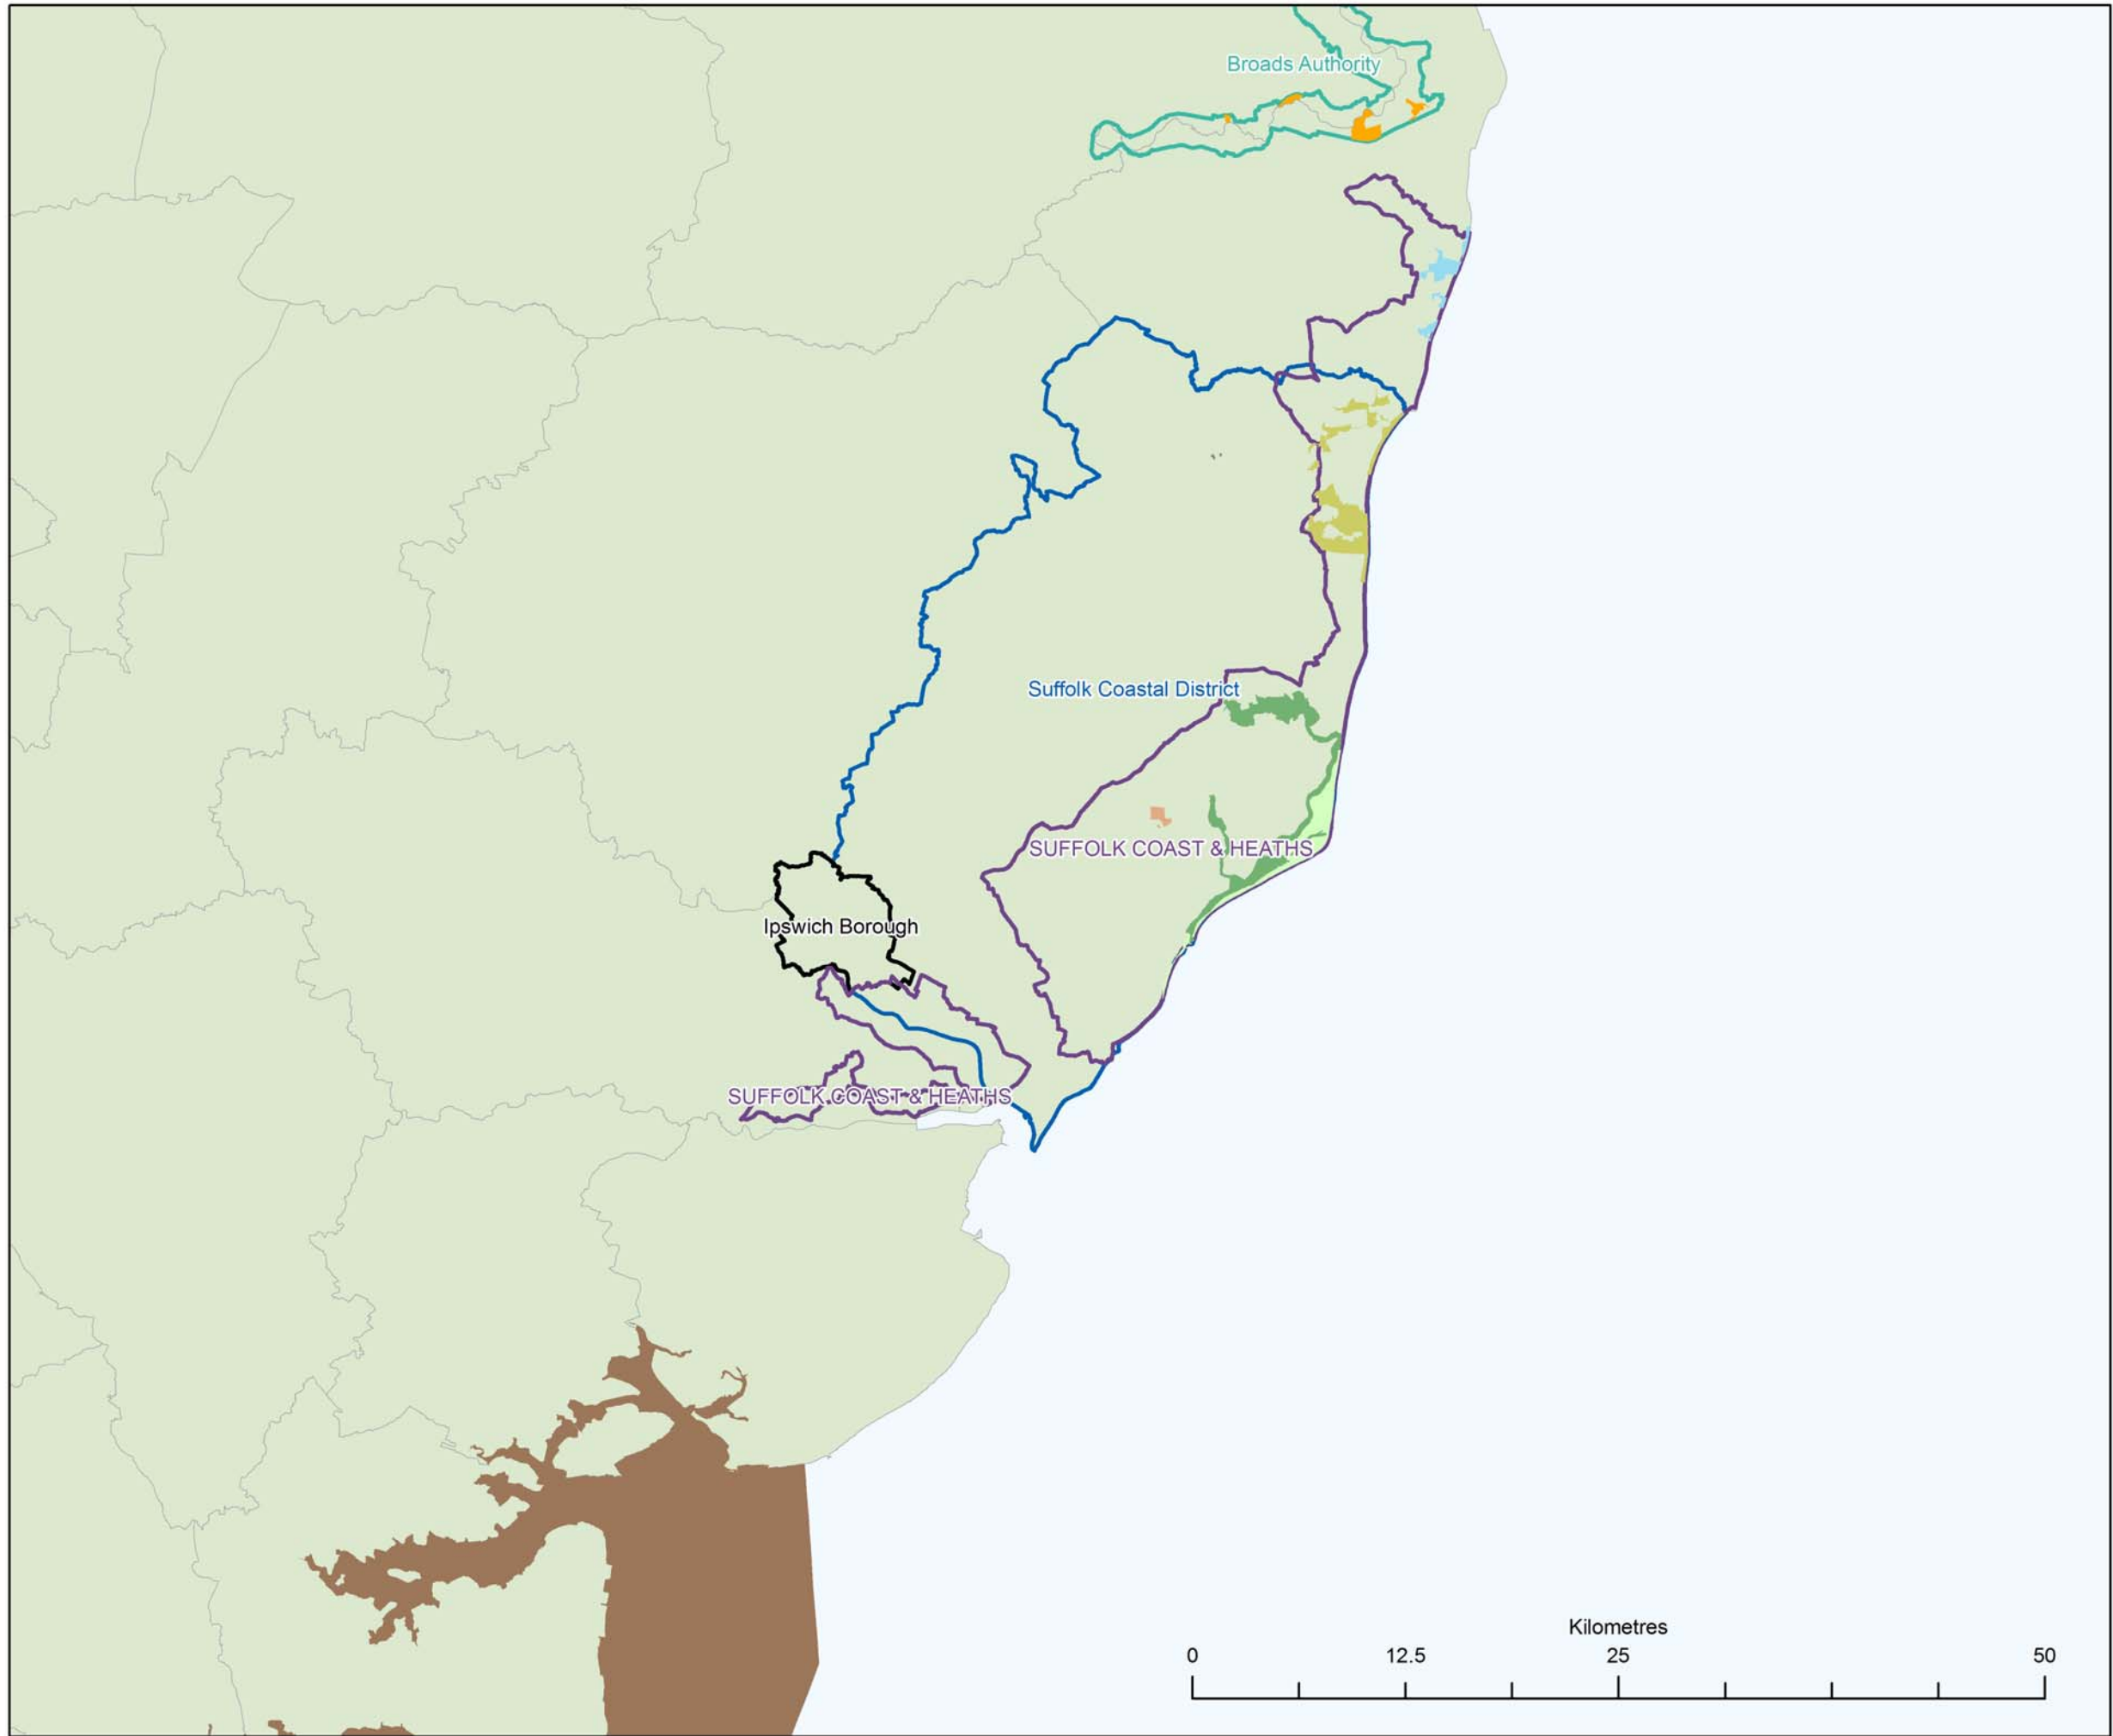 Broads Authority
Suffolk Coastal District
SUFFOLK COAST & HEATHS
Ipswich Borough
SUFFOLK COAST & HEATHS
Kilometres
0 12.5 25 50